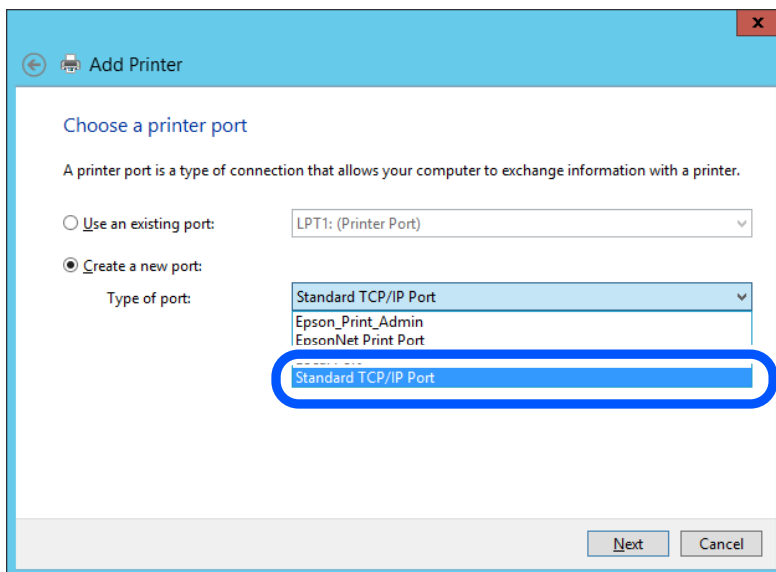 x
Add Printer
Choose a printer port
A printer port is a type of connection that allows your computer to exchange information with a printer.
Use an existing port: LPT1: (Printer Port)
Create a new port:
Type of port: Standard TCP/IP Port
Epson_Print_Admin
EpsonNet Print Port
Standard TCP/IP Port
Next Cancel